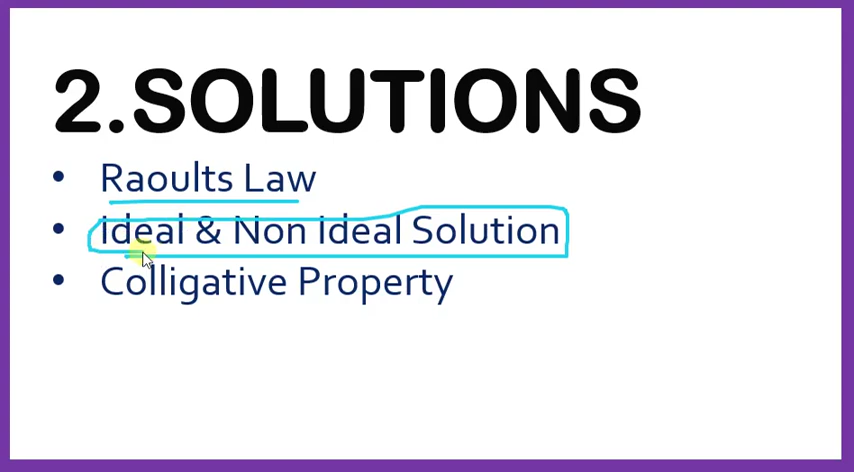 2.SOLUTIONS
• Raoults Law
• Ideal & Non Ideal Solution
• Colligative Property